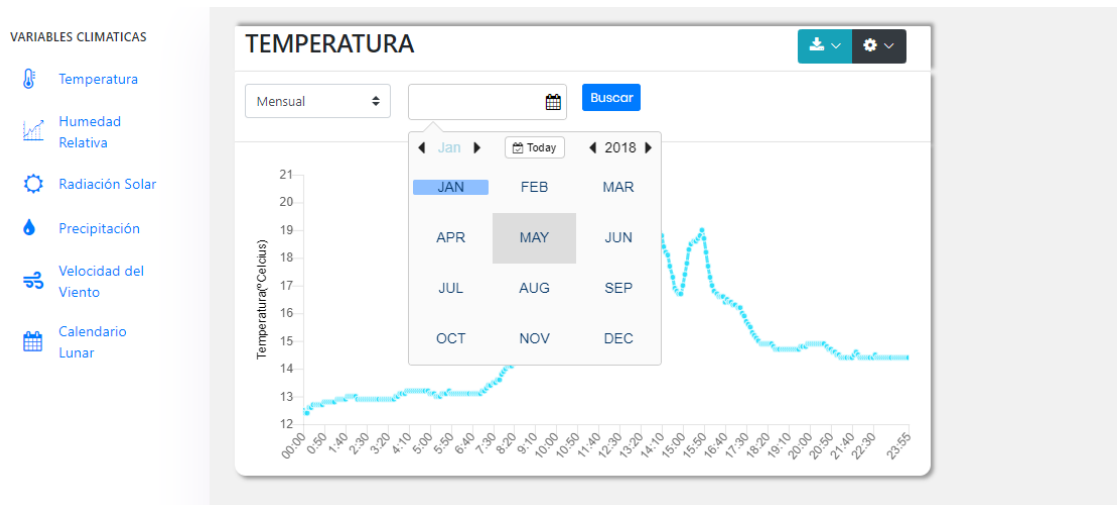 VARIABLES CLIMATICAS
Temperatura
Humedad
Relativa
Radiación Solar
Precipitación
Velocidad del
Viento
Calendario
Lunar
TEMPERATURA
Mensual
Buscar
Jan
Today
2018
JAN FEB MAR
APR MAY JUN
JUL AUG SEP
OCT NOV DEC
Temperatura(ºCelcius)
21
20
19
18
17
16
15
14
13
12
00:00 0:50 1:40 2:30 3:20 4:10 5:00 5:50 6:40 7:30 8:20 9:10 10:00 10:50 11:40 12:30 13:20 14:10 15:00 15:50 16:40 17:30 18:20 19:10 20:00 20:50 21:40 22:30 23:55